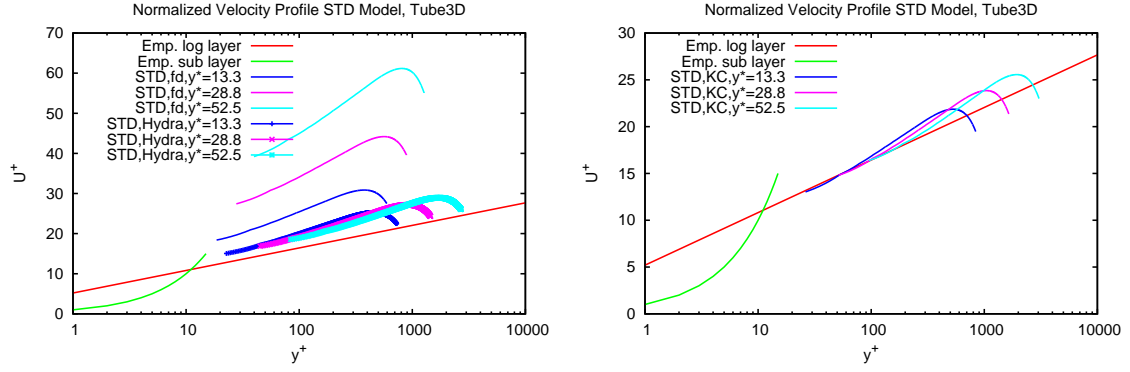 Normalized Velocity Profile STD Model, Tube3D
U+
70
60
50
40
30
20
10
0
Emp. log layer
Emp. sub layer
STD,fd,y*=13.3
STD,fd,y*=28.8
STD,fd,y*=52.5
STD,Hydra,y*=13.3
STD,Hydra,y*=28.8
STD,Hydra,y*=52.5
1 10 100 1000 10000
y+
Normalized Velocity Profile STD Model, Tube3D
U+
30
25
20
15
10
5
0
Emp. log layer
Emp. sub layer
STD,KC,y*=13.3
STD,KC,y*=28.8
STD,KC,y*=52.5
1 10 100 1000 10000
y+